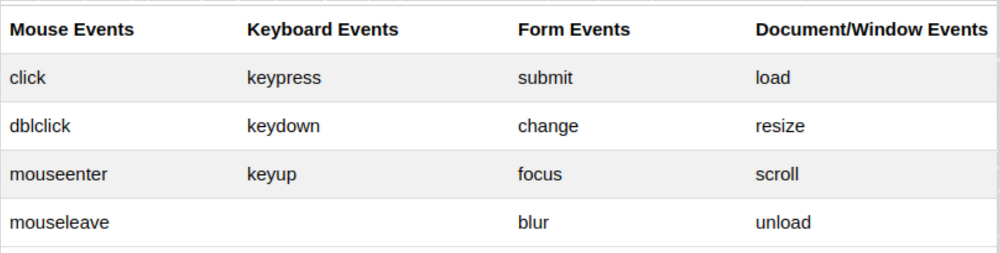 Mouse Events Keyboard Events Form Events Document/Window Events
click keypress submit load
dblclick keydown change resize
mouseenter keyup focus scroll
mouseleave blur unload